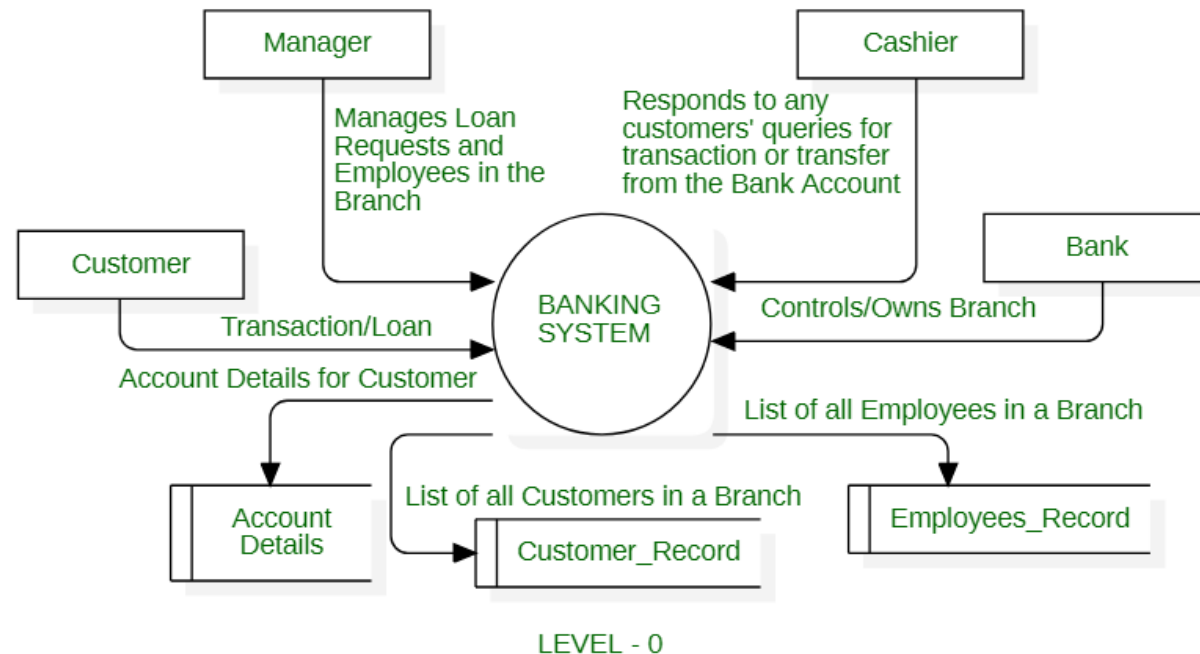 Manager
Cashier
Manages Loan
Requests and
Employees in the
Branch
Responds to any
customers' queries for
transaction or transfer
from the Bank Account
Customer
Bank
BANKING
SYSTEM
Transaction/Loan
Controls/Owns Branch
Account Details for Customer
List of all Employees in a Branch
List of all Customers in a Branch
Account
Details
Customer_Record
Employees_Record
LEVEL - 0